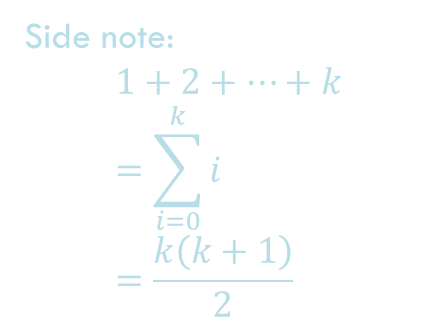 Side note:
1 + 2 + ⋯ + k
= ∑_{i=0}^{k} i
= k(k + 1)/2